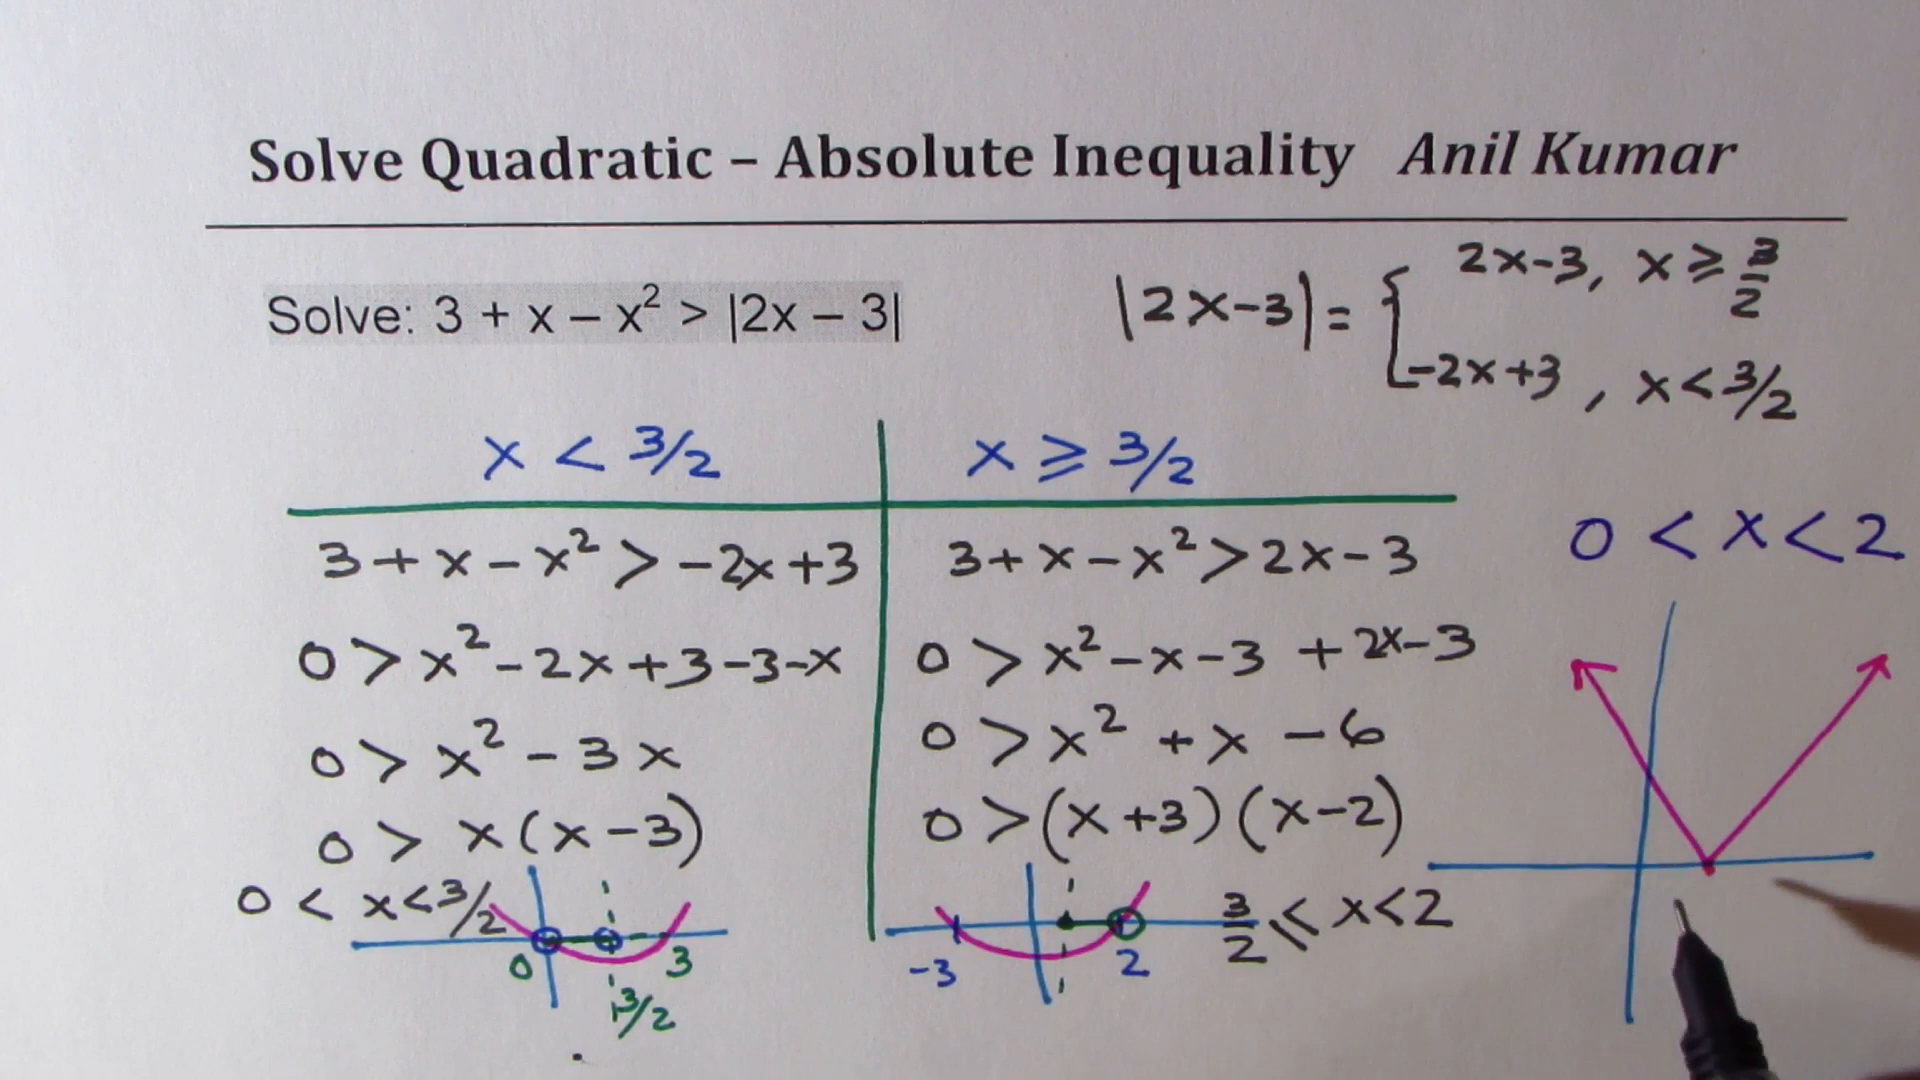 Solve Quadratic – Absolute Inequality Anil Kumar
Solve: 3 + x – x² > |2x – 3|
|2x-3| = { 2x-3, x ≥ 3/2
-2x+3, x < 3/2
x < 3/2
x ≥ 3/2
3+x-x² > -2x+3
0 > x²-2x+3-3-x
0 > x²-3x
0 > x(x-3)
0 < x < 3/2
0 3
3/2
3+x-x² > 2x-3
0 > x²-x-3+2x-3
0 > x²+x-6
0 > (x+3)(x-2)
3/2 ≤ x < 2
-3 2
0 < x < 2